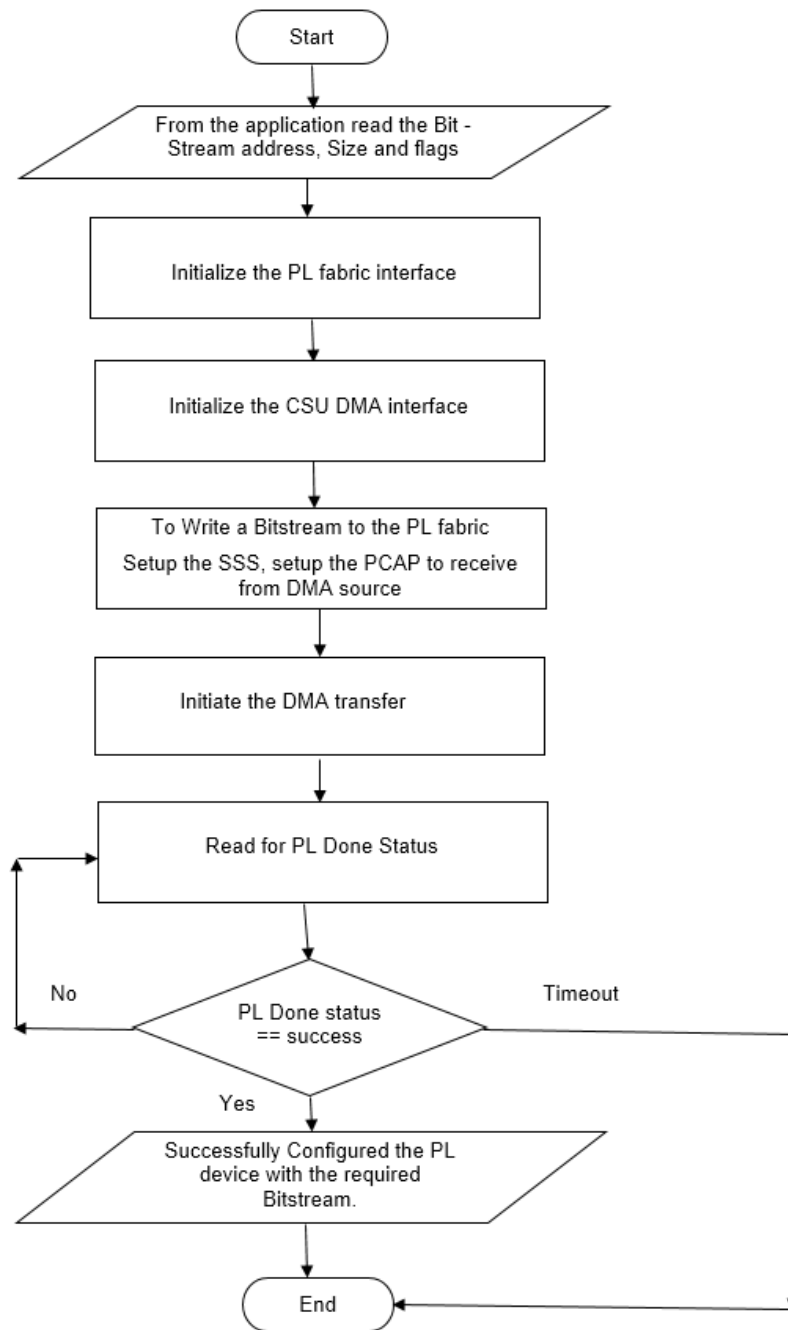 Start
From the application read the Bit -
Stream address, Size and flags
Initialize the PL fabric interface
Initialize the CSU DMA interface
To Write a Bitstream to the PL fabric
Setup the SSS, setup the PCAP to receive
from DMA source
Initiate the DMA transfer
Read for PL Done Status
No
Timeout
PL Done status
== success
Yes
Successfully Configured the PL
device with the required
Bitstream.
End